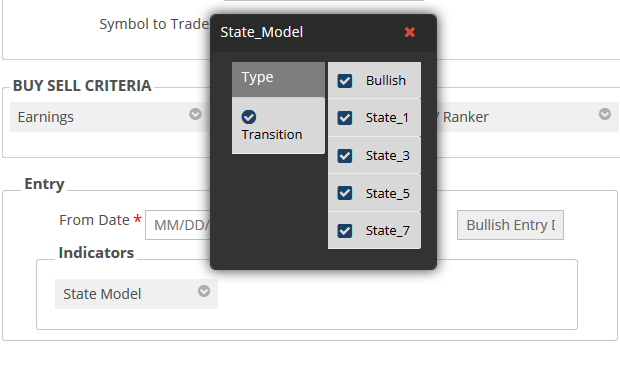 Symbol to Trade
State_Model
Type
Bullish
State_1
Transition
State_3
State_5
State_7
BUY SELL CRITERIA
Earnings
Ranker
Entry
From Date *
MM/DD/
Bullish Entry
Indicators
State Model